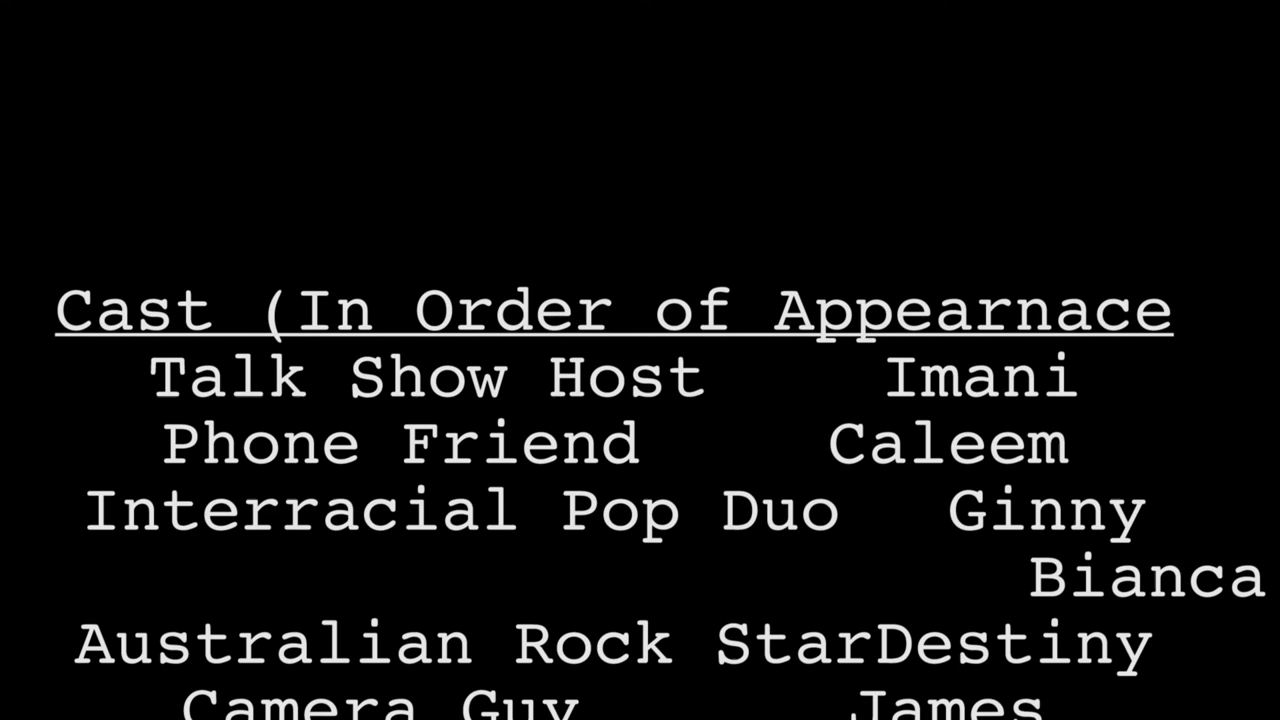 Cast (In Order of Appearnace
Talk Show Host Imani
Phone Friend Caleem
Interracial Pop Duo Ginny
Bianca
Australian Rock StarDestiny
Camera Guy James